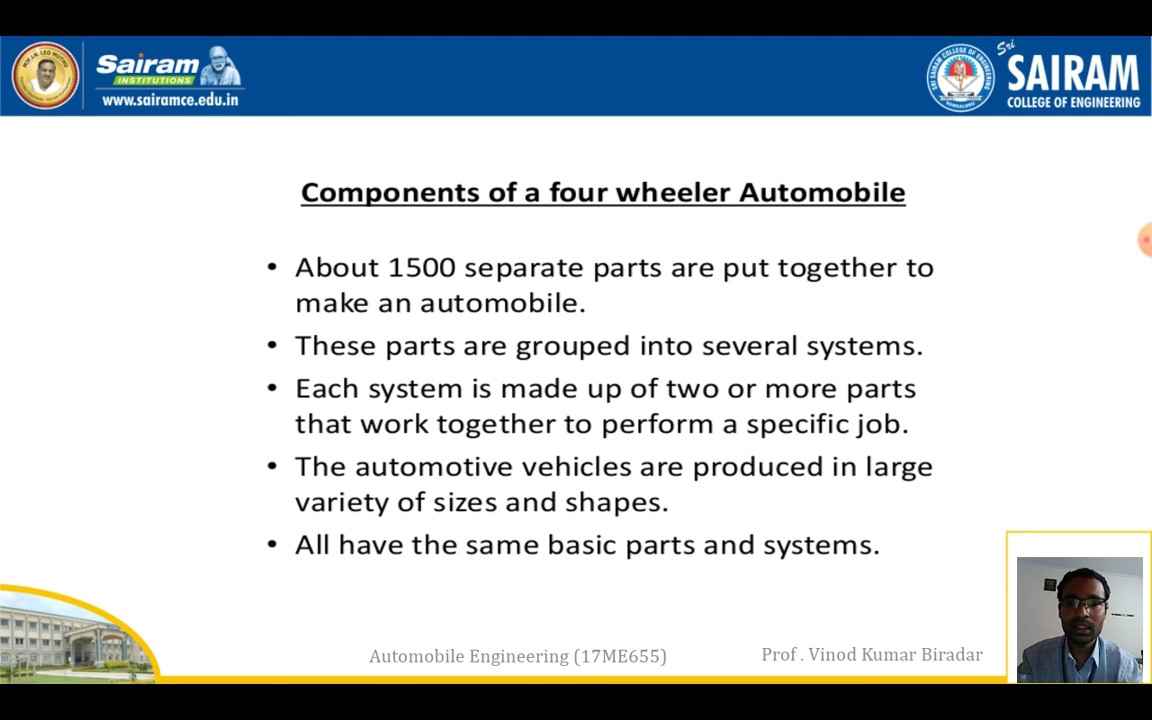 Sairam
INSTITUTIONS
www.sairamce.edu.in
Sri
SAIRAM
COLLEGE OF ENGINEERING
Components of a four wheeler Automobile
• About 1500 separate parts are put together to
make an automobile.
• These parts are grouped into several systems.
• Each system is made up of two or more parts
that work together to perform a specific job.
• The automotive vehicles are produced in large
variety of sizes and shapes.
• All have the same basic parts and systems.
Automobile Engineering (17ME655)
Prof . Vinod Kumar Biradar